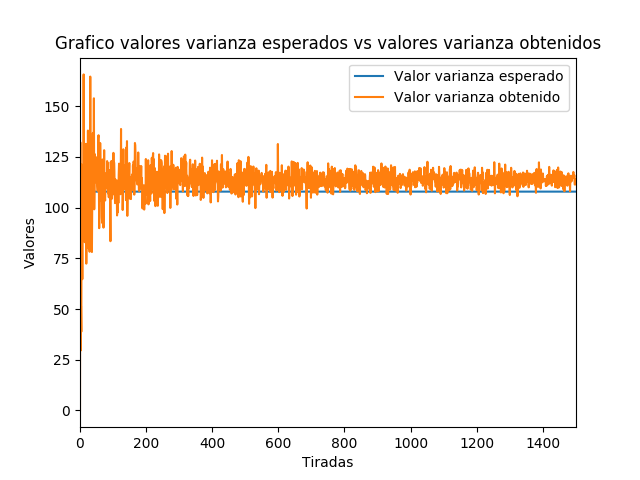 Grafico valores varianza esperados vs valores varianza obtenidos
Valor varianza esperado
Valor varianza obtenido
Valores
150
125
100
75
50
25
0
0 200 400 600 800 1000 1200 1400
Tiradas